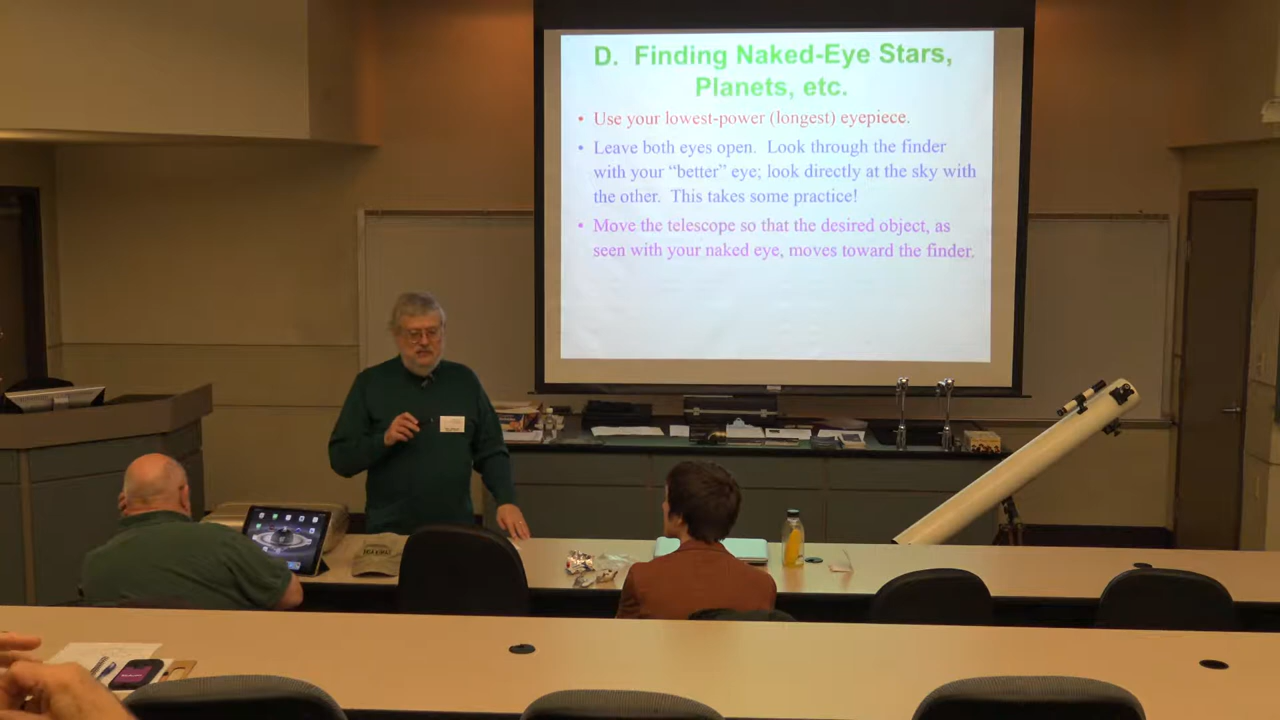 D. Finding Naked-Eye Stars,
Planets, etc.
• Use your lowest-power (longest) eyepiece.
• Leave both eyes open. Look through the finder
with your “better” eye; look directly at the sky with
the other. This takes some practice!
• Move the telescope so that the desired object, as
seen with your naked eye, moves toward the finder.